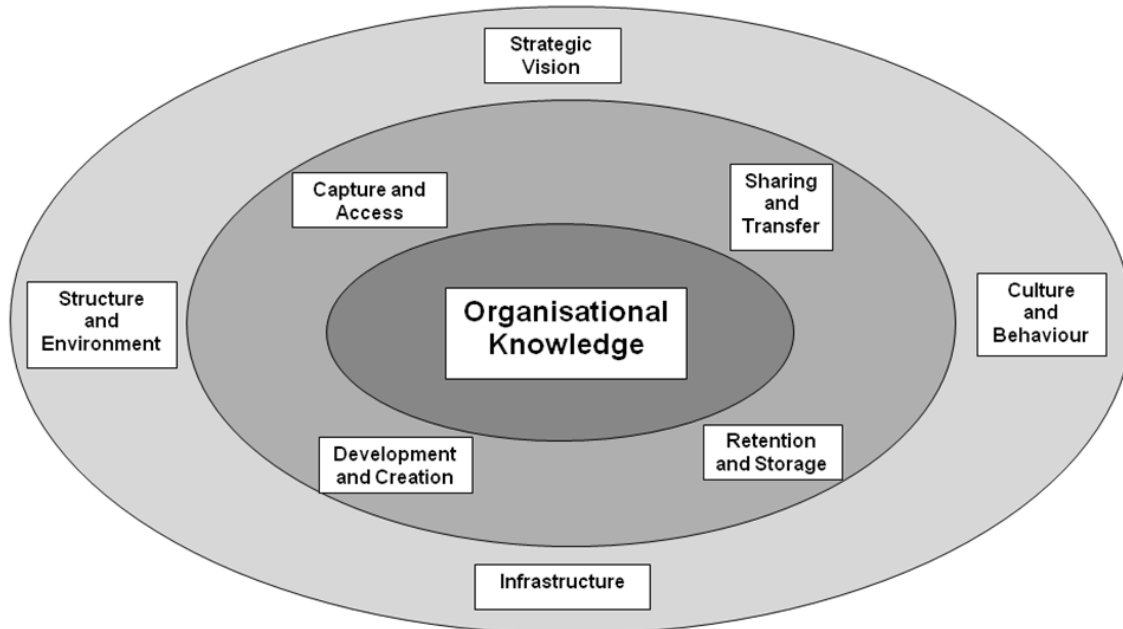 Strategic
Vision
Capture and
Access
Sharing
and
Transfer
Structure
and
Environment
Organisational
Knowledge
Culture
and
Behaviour
Development
and Creation
Retention
and Storage
Infrastructure